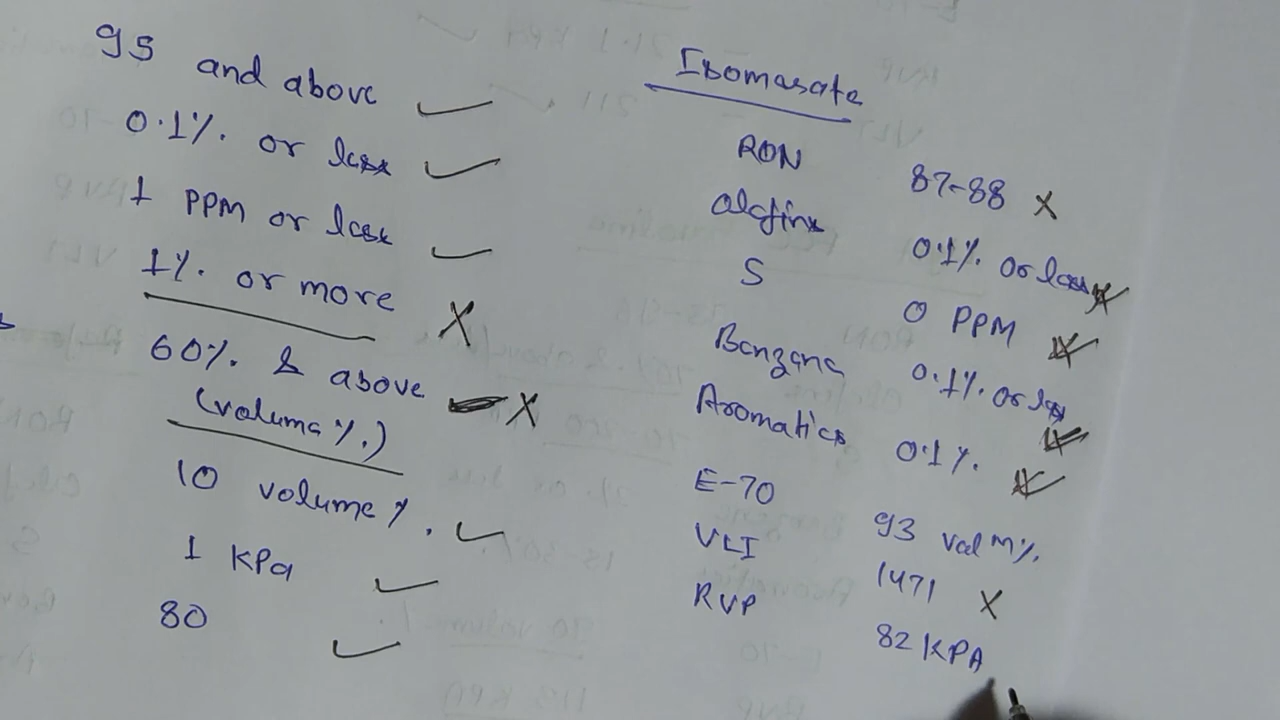 95 and above
0.1%. or less
1 PPM or less
1%. or more
60%. & above
(volume %.)
10 volume %.
1 KPa
80
Isomerate
RON 87-88
Olefins 0.1%. or less
S 0 PPM
Benzene 0.1%. or less
Aromatics 0.1%.
E-70 93 vol m%.
VLI 1471
RVP 82 KPA